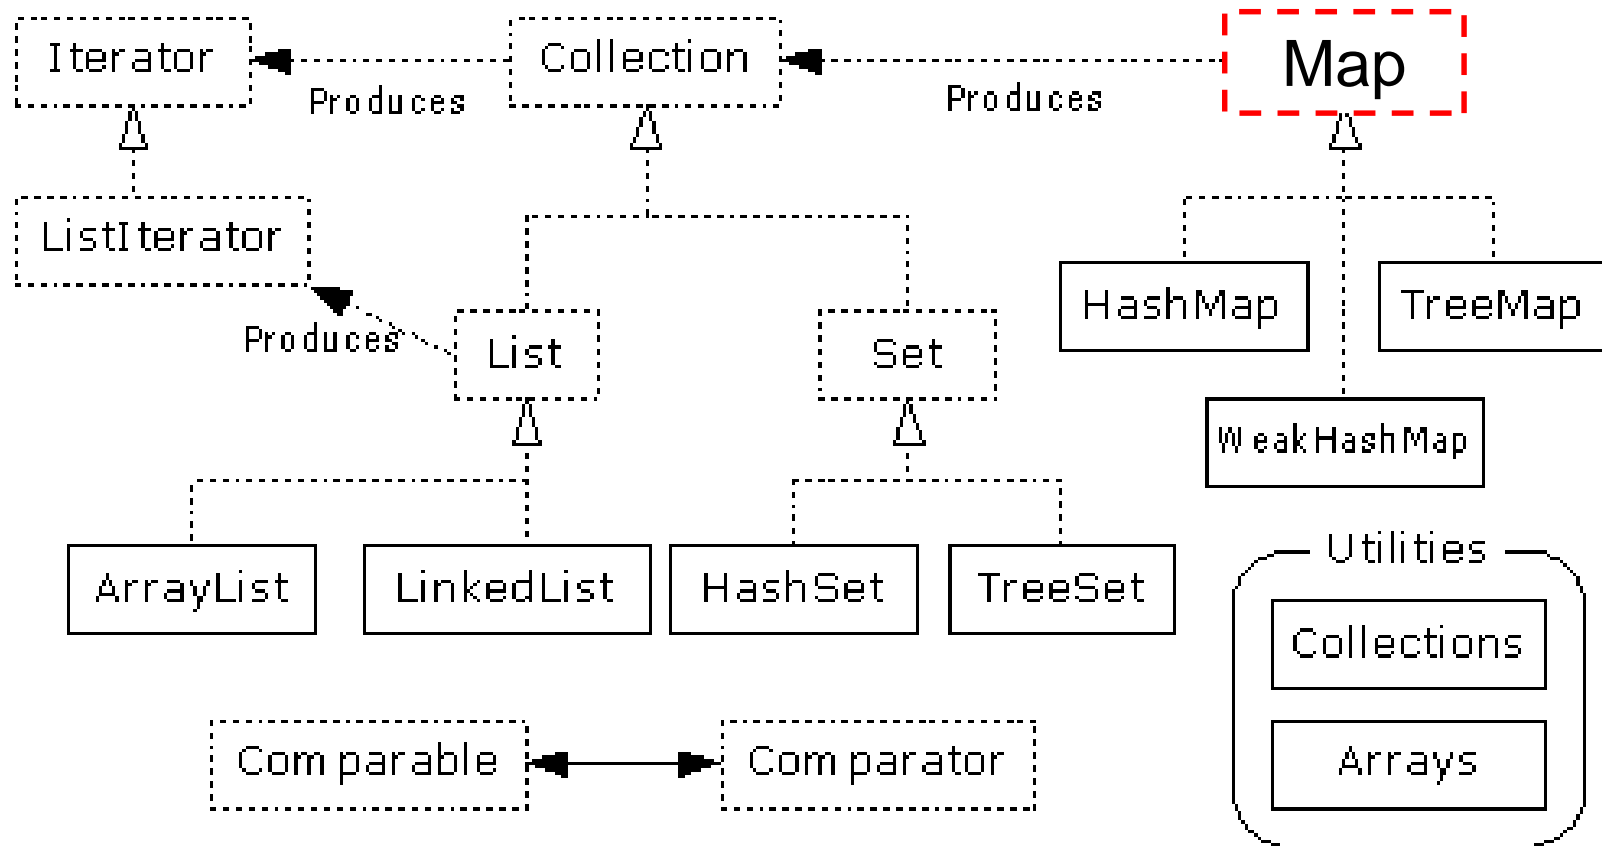 Iterator
Collection
Map
Produces
Produces
ListIterator
HashMap
TreeMap
Produces
List
Set
WeakHashMap
ArrayList
LinkedList
HashSet
TreeSet
Utilities
Collections
Arrays
Comparable
Comparator